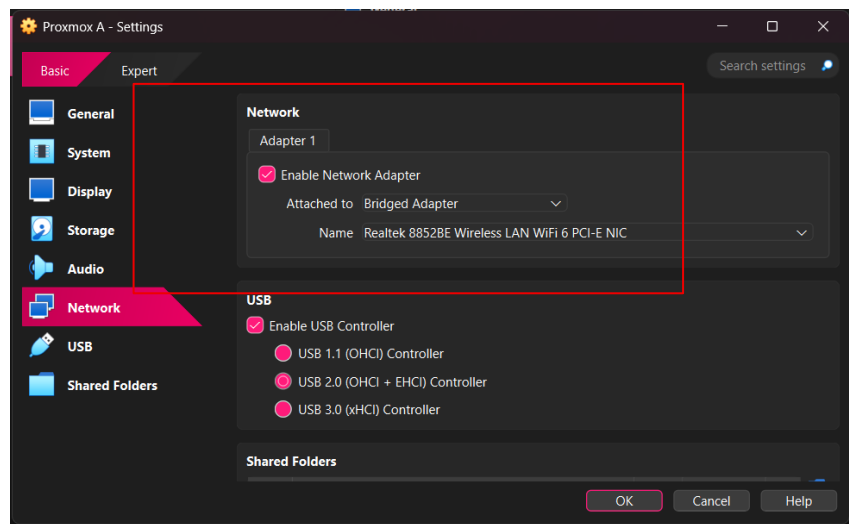 Proxmox A - Settings
Basic
Expert
Search settings
General
System
Display
Storage
Audio
Network
USB
Shared Folders
Network
Adapter 1
Enable Network Adapter
Attached to Bridged Adapter
Name Realtek 8852BE Wireless LAN WiFi 6 PCI-E NIC
USB
Enable USB Controller
USB 1.1 (OHCI) Controller
USB 2.0 (OHCI + EHCI) Controller
USB 3.0 (xHCI) Controller
Shared Folders
OK
Cancel
Help